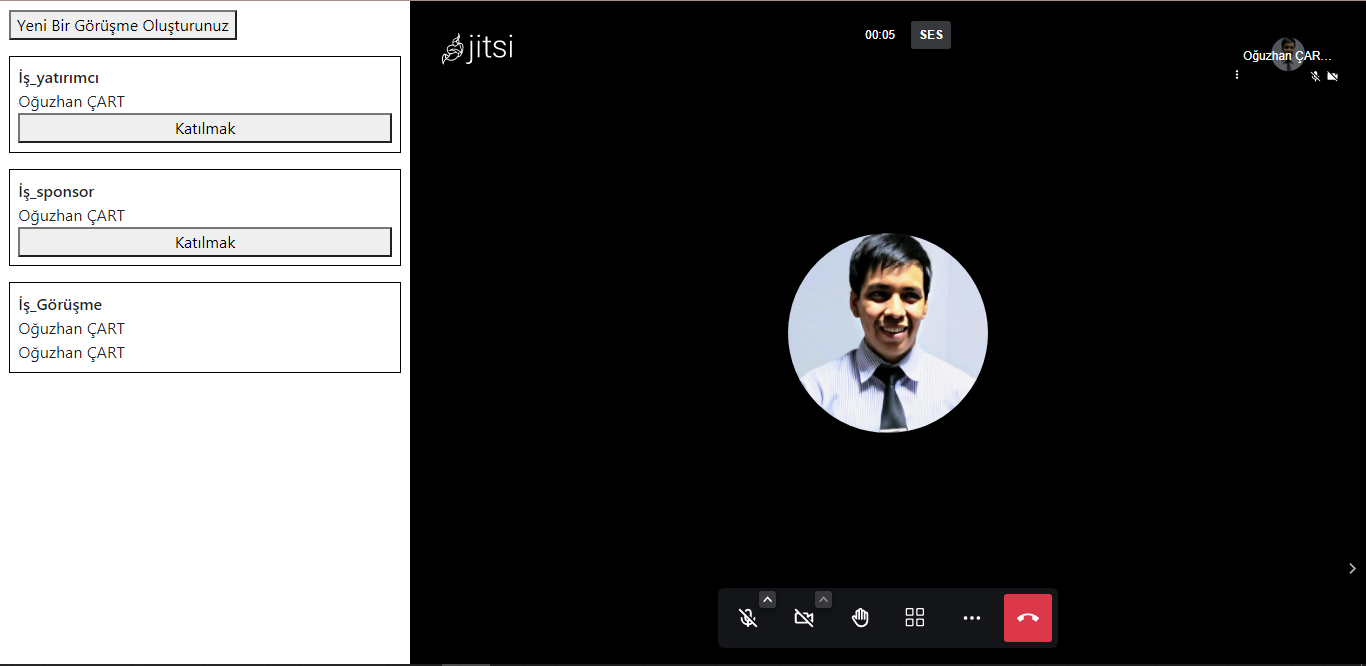 Yeni Bir Görüşme Oluşturunuz
İş_yatırımcı
Oğuzhan ÇART
Katılmak
İş_sponsor
Oğuzhan ÇART
Katılmak
İş_Görüşme
Oğuzhan ÇART
Oğuzhan ÇART
jitsi
00:05
SES
Oğuzhan ÇAR...